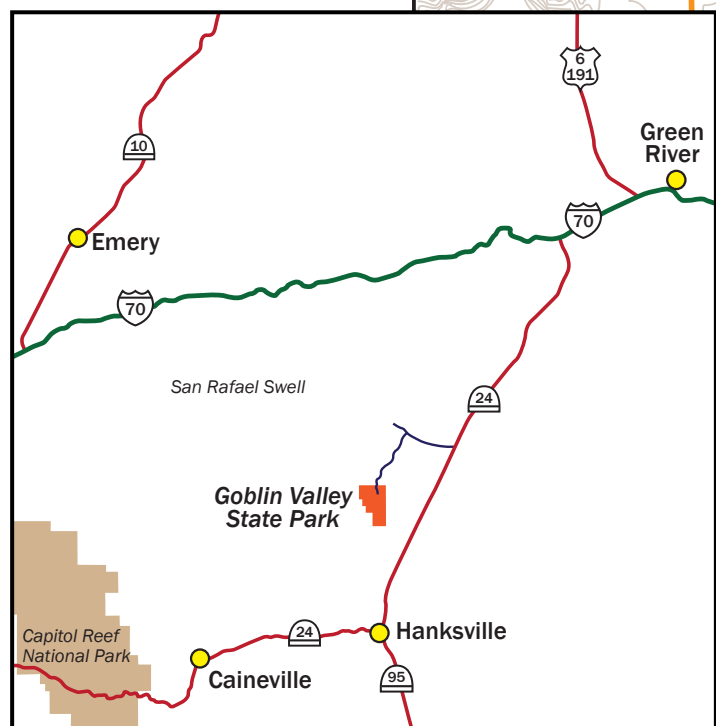 6
191
Green
River
10
Emery
70
70
San Rafael Swell
24
Goblin Valley
State Park
Capitol Reef
National Park
24
Hanksville
Caineville
95